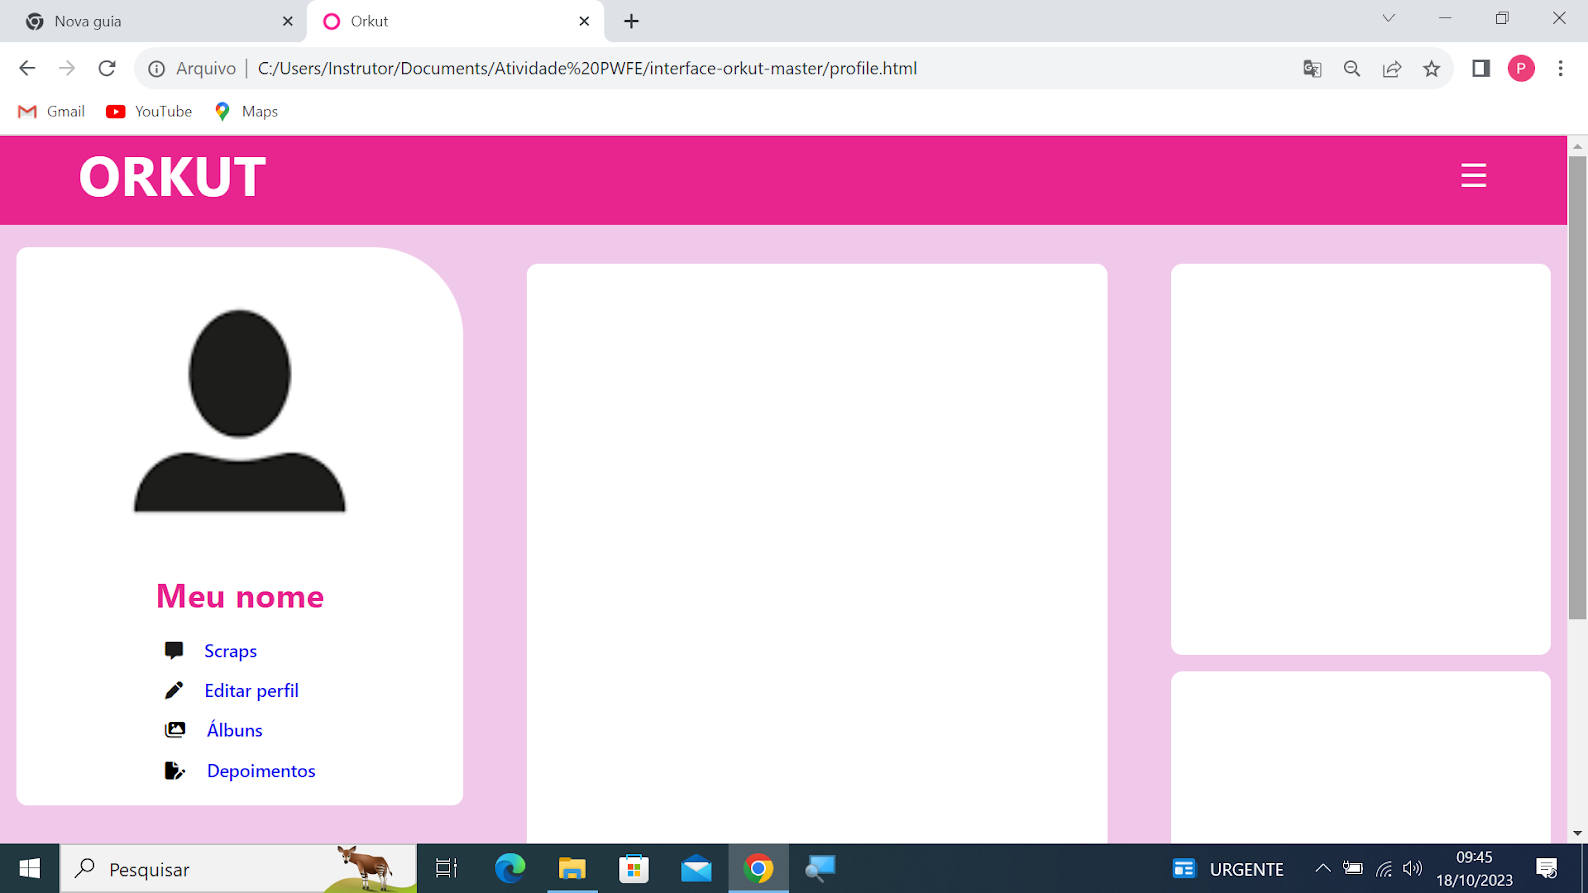 Nova guia
Orkut
Arquivo | C:/Users/Instrutor/Documents/Atividade%20PWFE/interface-orkut-master/profile.html
P
Gmail YouTube Maps
ORKUT
Meu nome
Scraps
Editar perfil
Álbuns
Depoimentos
Pesquisar
URGENTE
09:45
18/10/2023